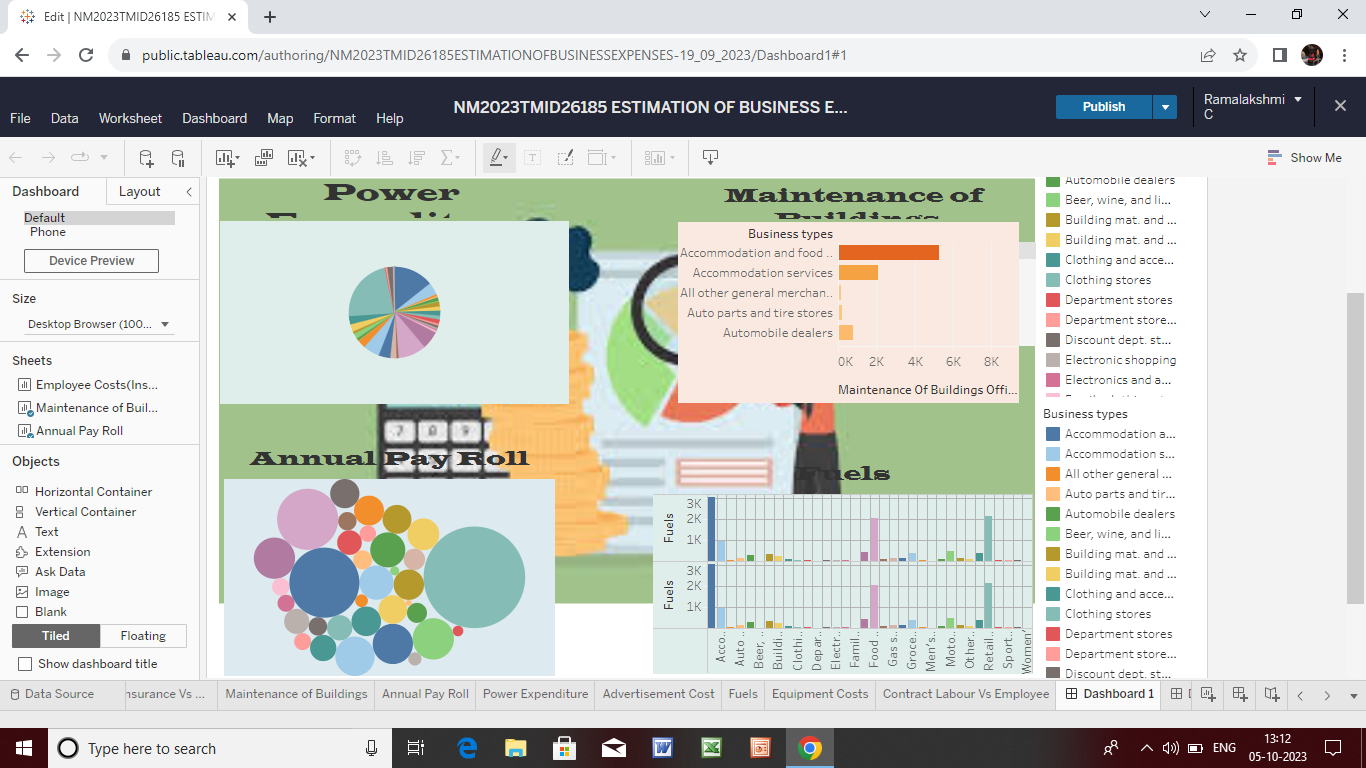 Edit | NM2023TMID26185 ESTIM
public.tableau.com/authoring/NM2023TMID26185ESTIMATIONOFBUSINESSEXPENSES-19_09_2023/Dashboard1#1
NM2023TMID26185 ESTIMATION OF BUSINESS E...
Publish
Ramalakshmi C
File Data Worksheet Dashboard Map Format Help
Show Me
Dashboard Layout
Default
Phone
Device Preview
Size
Desktop Browser (100...
Sheets
Employee Costs(Ins...
Maintenance of Buil...
Annual Pay Roll
Objects
Horizontal Container
Vertical Container
Text
Extension
Ask Data
Image
Blank
Tiled Floating
Show dashboard title
Power
Maintenance of
Buildings
Business types
Accommodation and food ..
Accommodation services
All other general merchan..
Auto parts and tire stores
Automobile dealers
0K 2K 4K 6K 8K
Maintenance Of Buildings Offi...
7 8 9
Annual Pay Roll
Fuels
Fuels
3K
2K
1K
Fuels
3K
2K
1K
Acco..
Auto ..
Beer, ..
Buildi..
Clothi..
Depar..
Electr..
Famil..
Food ..
Gas s..
Groce..
Men's..
Moto..
Other..
Retail..
Sport..
Women'
Automobile dealers
Beer, wine, and li...
Building mat. and ...
Building mat. and ...
Clothing and acce...
Clothing stores
Department stores
Department store...
Discount dept. st...
Electronic shopping
Electronics and a...
Business types
Accommodation a...
Accommodation s...
All other general ...
Auto parts and tir...
Automobile dealers
Beer, wine, and li...
Building mat. and ...
Building mat. and ...
Clothing and acce...
Clothing stores
Department stores
Department store...
Discount dept. st...
Data Source
nsurance Vs ...
Maintenance of Buildings
Annual Pay Roll
Power Expenditure
Advertisement Cost
Fuels
Equipment Costs
Contract Labour Vs Employee
Dashboard 1
Type here to search
ENG
13:12
05-10-2023